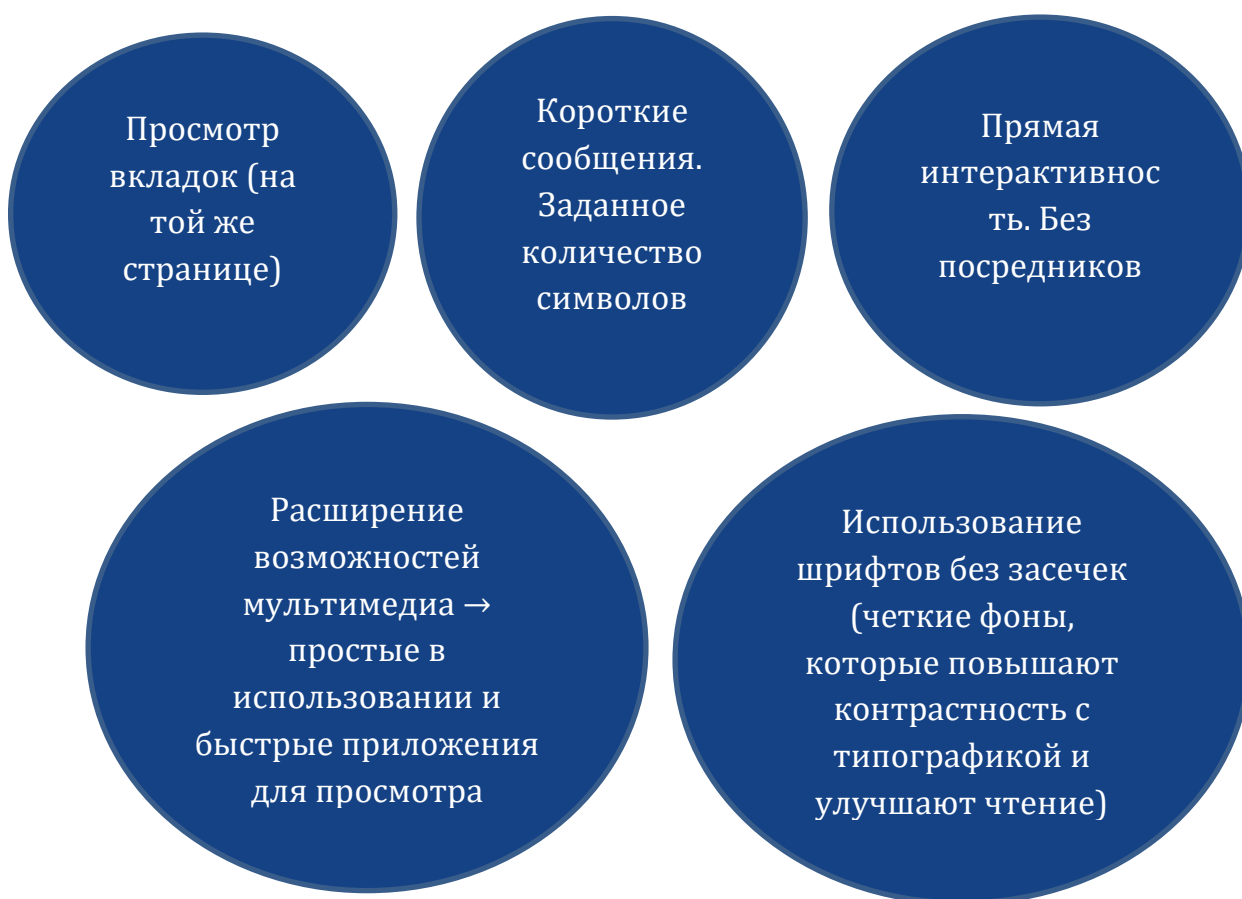 Просмотр
вкладок (на
той же
странице)
Короткие
сообщения.
Заданное
количество
символов
Прямая
интерактивнос
ть. Без
посредников
Расширение
возможностей
мультимедиа →
простые в
использовании и
быстрые приложения
для просмотра
Использование
шрифтов без засечек
(четкие фоны,
которые повышают
контрастность с
типографикой и
улучшают чтение)